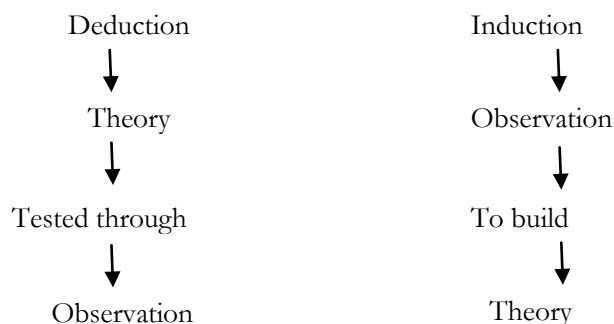 Deduction
Induction
Theory
Observation
Tested through
To build
Observation
Theory